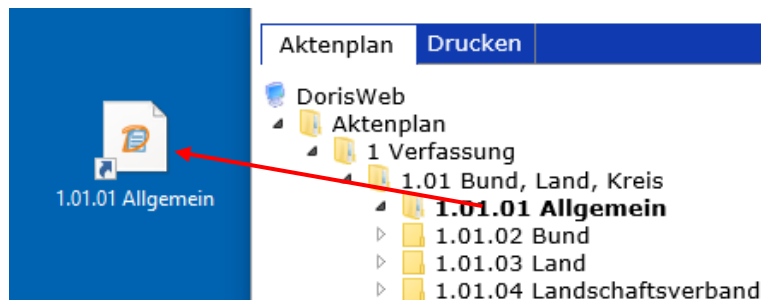 Aktenplan Drucken
DorisWeb
Aktenplan
1 Verfassung
1.01 Bund, Land, Kreis
1.01.01 Allgemein
1.01.02 Bund
1.01.03 Land
1.01.04 Landschaftsverband
1.01.01 Allgemein